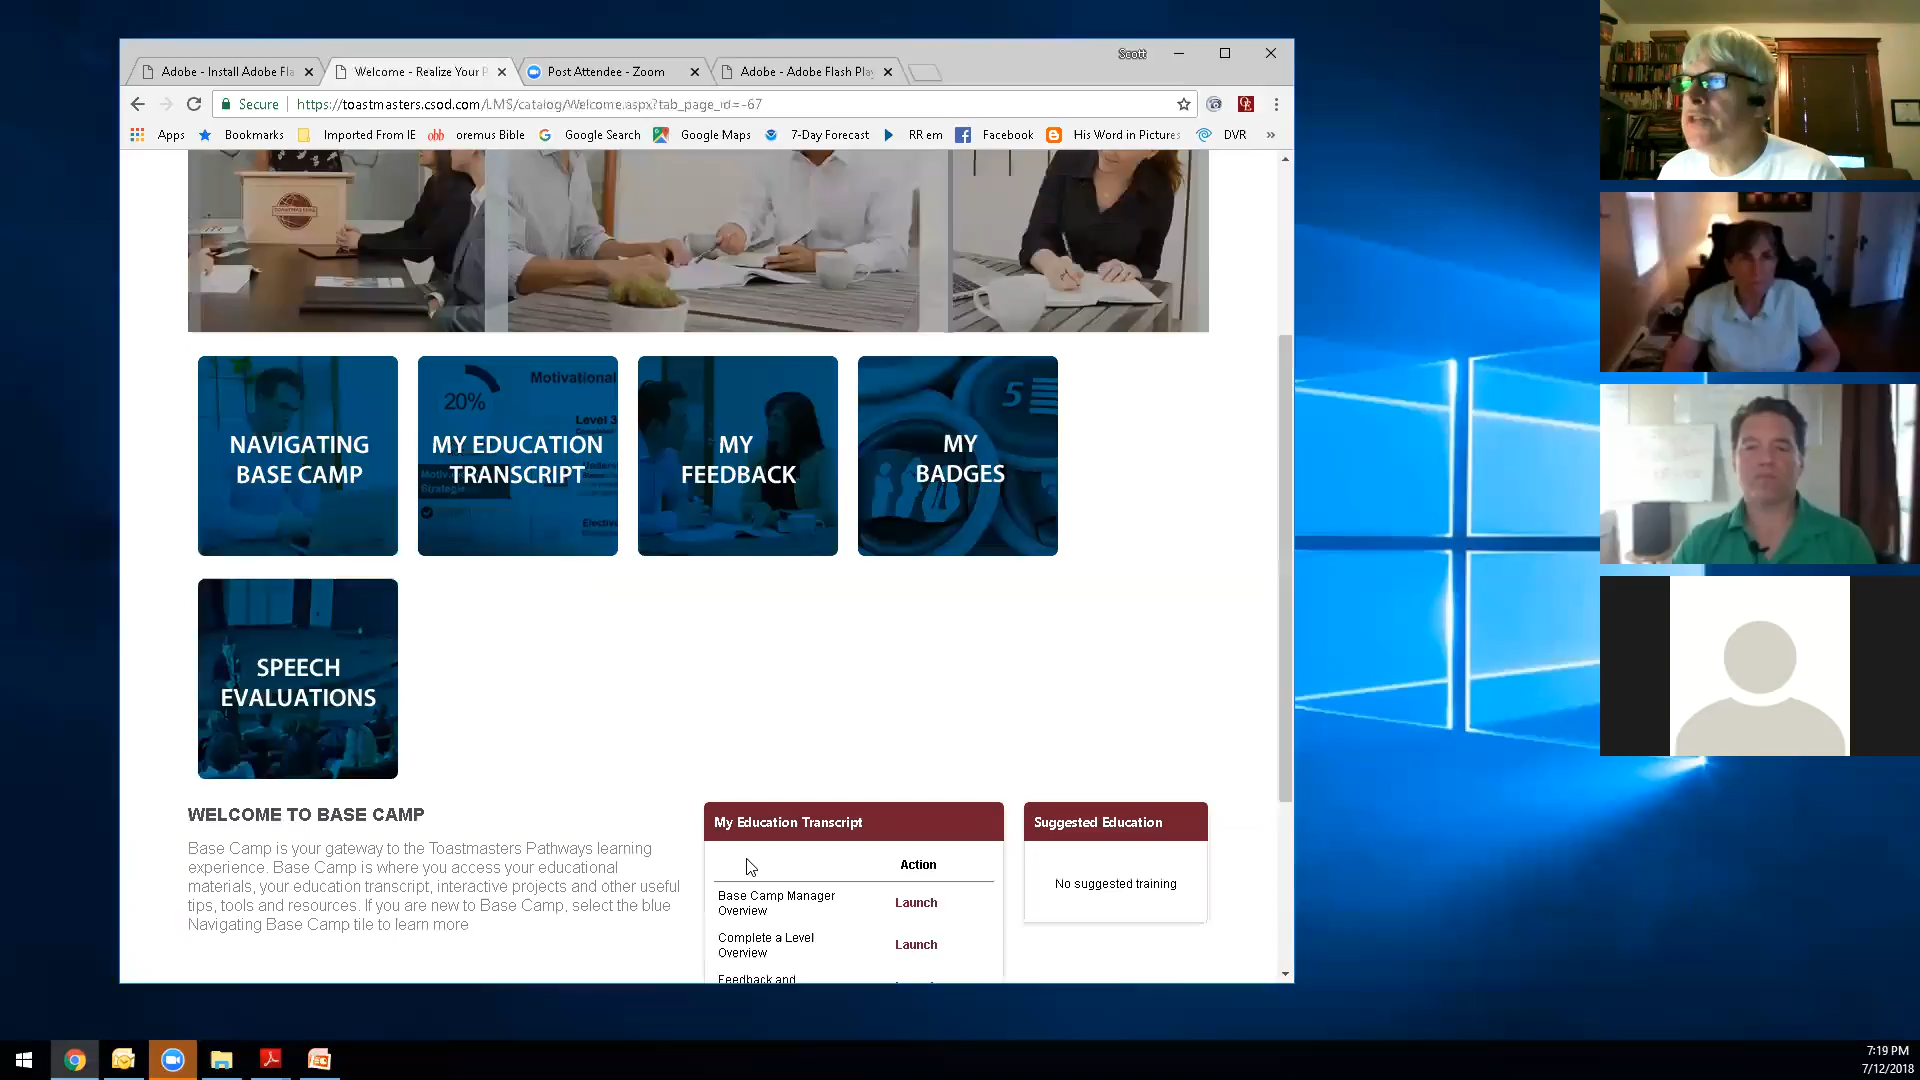 Scott
Adobe - Install Adobe Fla
Welcome - Realize Your P
Post Attendee - Zoom
Adobe - Adobe Flash Play
Secure
https://toastmasters.csod.com/LMS/catalog/Welcome.aspx?tab_page_id=-67
Apps
Bookmarks
Imported From IE
oremus Bible
Google Search
Google Maps
7-Day Forecast
RR em
Facebook
His Word in Pictures
DVR
»
TOASTMASTERS
20%
Motivational
Level 3
5
NAVIGATING
BASE CAMP
MY EDUCATION
TRANSCRIPT
MY
FEEDBACK
MY
BADGES
Elective
SPEECH
EVALUATIONS
WELCOME TO BASE CAMP
Base Camp is your gateway to the Toastmasters Pathways learning
experience. Base Camp is where you access your educational
materials, your education transcript, interactive projects and other useful
tips, tools and resources. If you are new to Base Camp, select the blue
Navigating Base Camp tile to learn more
My Education Transcript
Action
Base Camp Manager
Overview
Launch
Complete a Level
Overview
Launch
Feedback and
Suggested Education
No suggested training
7:19 PM
7/12/2018